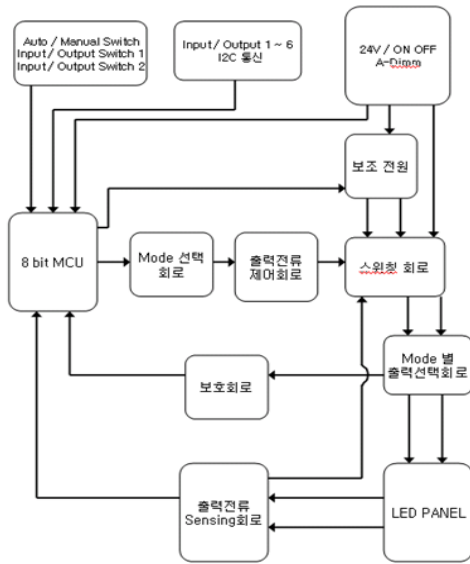 Auto / Manual Switch
Input / Output Switch 1
Input / Output Switch 2
Input / Output 1 ~ 6
I2C 통신
24V / ON OFF
A-Dimm
보조 전원
8 bit MCU
Mode 선택
회로
출력전류
제어회로
스위칭 회로
Mode 별
출력선택회로
보호회로
출력전류
Sensing회로
LED PANEL